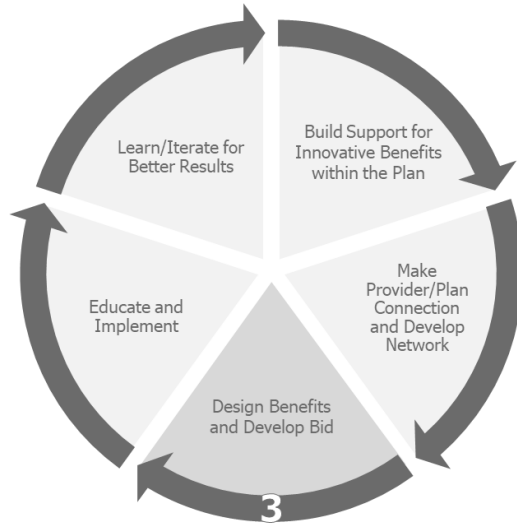 Learn/Iterate for
Better Results
Build Support for
Innovative Benefits
within the Plan
Make
Provider/Plan
Connection
and Develop
Network
Design Benefits
and Develop Bid
3
Educate and
Implement